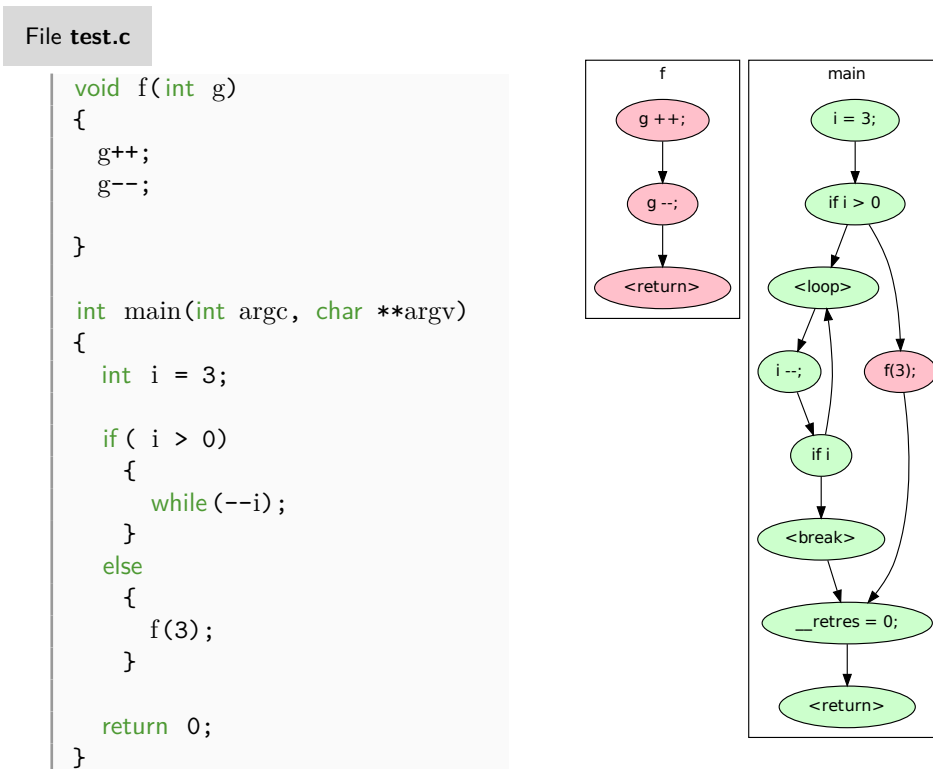 File test.c
void f(int g)
{
g++;
g--;
}
int main(int argc, char **argv)
{
int i = 3;
if ( i > 0)
{
while (--i);
}
else
{
f(3);
}
return 0;
}
f
g ++;
g --;
<return>
main
i = 3;
if i > 0
<loop>
i --;
f(3);
if i
<break>
__retres = 0;
<return>